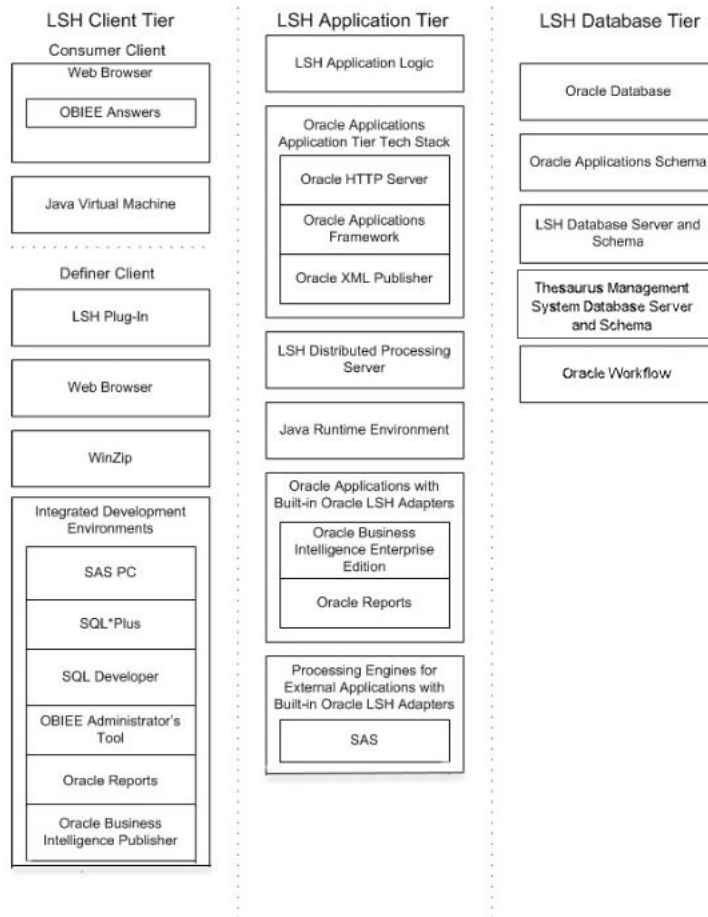 LSH Client Tier
Consumer Client
Web Browser
OBIEE Answers
Java Virtual Machine
Definer Client
LSH Plug-In
Web Browser
WinZip
Integrated Development
Environments
SAS PC
SQL*Plus
SQL Developer
OBIEE Administrator's
Tool
Oracle Reports
Oracle Business
Intelligence Publisher
LSH Application Tier
LSH Application Logic
Oracle Applications
Application Tier Tech Stack
Oracle HTTP Server
Oracle Applications
Framework
Oracle XML Publisher
LSH Distributed Processing
Server
Java Runtime Environment
Oracle Applications with
Built-in Oracle LSH Adapters
Oracle Business
Intelligence Enterprise
Edition
Oracle Reports
Processing Engines for
External Applications with
Built-in Oracle LSH Adapters
SAS
LSH Database Tier
Oracle Database
Oracle Applications Schema
LSH Database Server and
Schema
Thesaurus Management
System Database Server
and Schema
Oracle Workflow